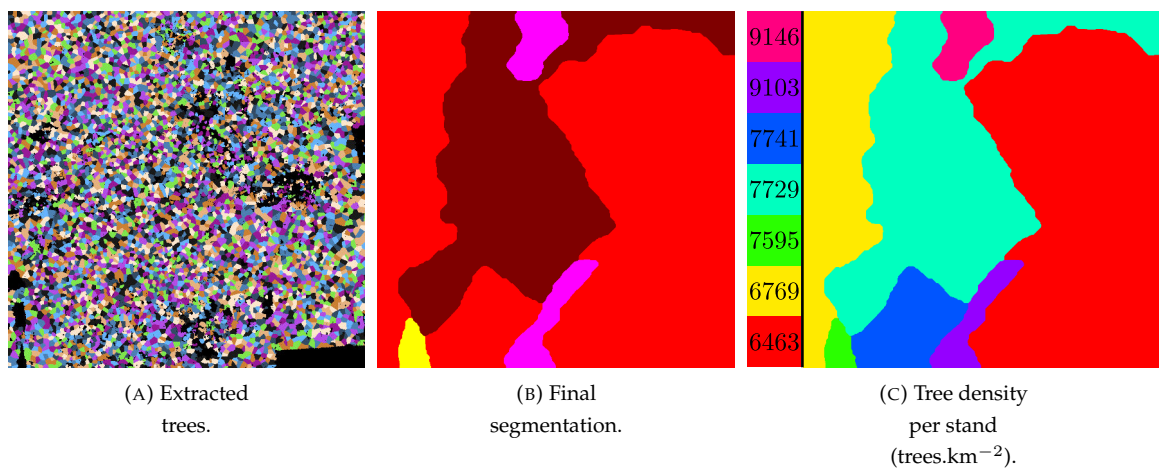 9146
9103
7741
7729
7595
6769
6463
(A) Extracted
trees.
(B) Final
segmentation.
(C) Tree density
per stand
(trees.km−2).